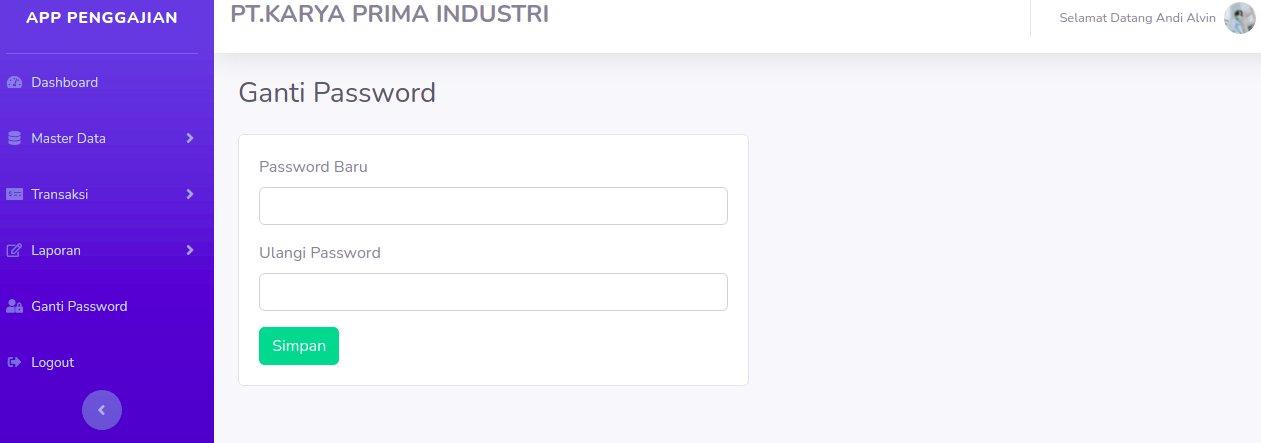 APP PENGGAJIAN
PT.KARYA PRIMA INDUSTRI
Selamat Datang Andi Alvin
Dashboard
Master Data
Transaksi
Laporan
Ganti Password
Logout
Ganti Password
Password Baru
Ulangi Password
Simpan